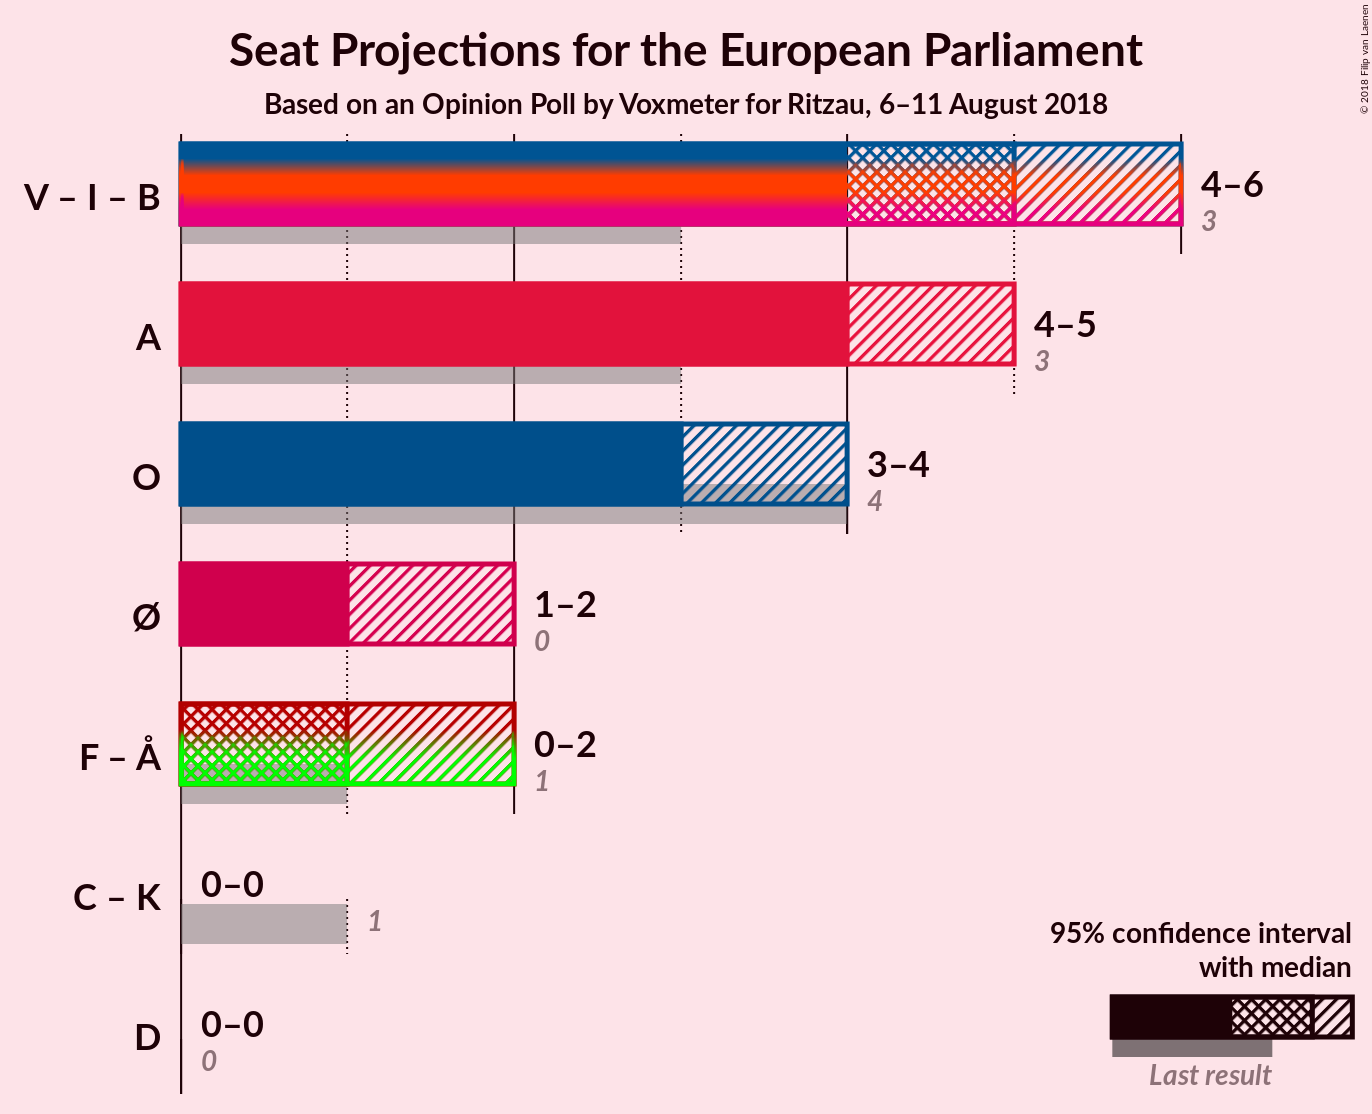 Seat Projections for the European Parliament
Based on an Opinion Poll by Voxmeter for Ritzau, 6–11 August 2018
© 2018 Filip van Laenen
V – I – B
4–6
3
A
4–5
3
O
3–4
4
Ø
1–2
0
F – Å
0–2
1
C – K
0–0
1
D
0–0
0
95% confidence interval
with median
Last result